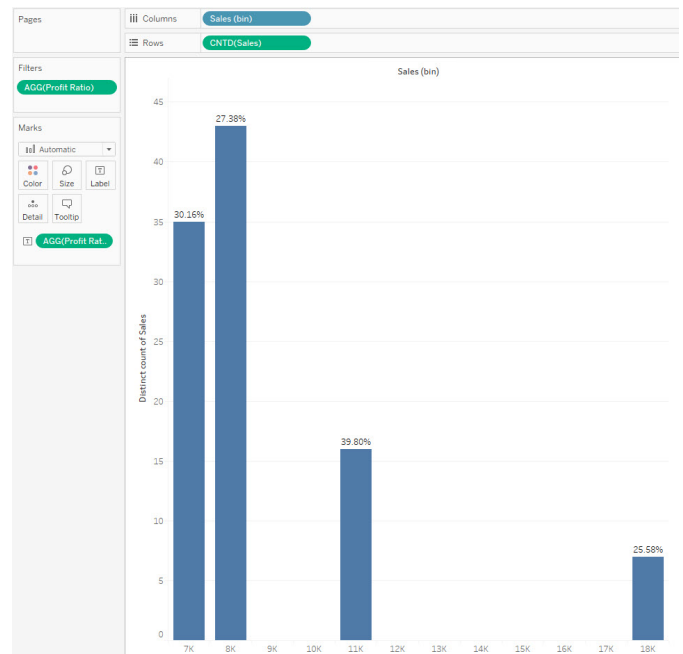 Pages
Columns
Sales (bin)
Rows
CNTD(Sales)
Filters
AGG(Profit Ratio)
Marks
Automatic
Color Size Label
Detail Tooltip
AGG(Profit Rat..
Sales (bin)
45
27.38%
40
30.16%
35
30
25
Distinct count of Sales
20
39.80%
15
10
25.58%
5
0
7K 8K 9K 10K 11K 12K 13K 14K 15K 16K 17K 18K